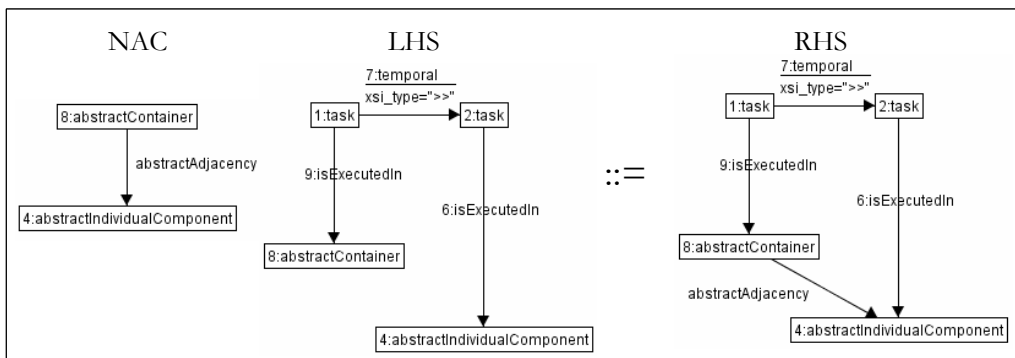 NAC
8:abstractContainer
abstractAdjacency
4:abstractIndividualComponent
LHS
7:temporal
xsi_type=">>"
1:task
2:task
9:isExecutedIn
6:isExecutedIn
8:abstractContainer
4:abstractIndividualComponent
::=
RHS
7:temporal
xsi_type=">>"
1:task
2:task
9:isExecutedIn
6:isExecutedIn
8:abstractContainer
abstractAdjacency
4:abstractIndividualComponent